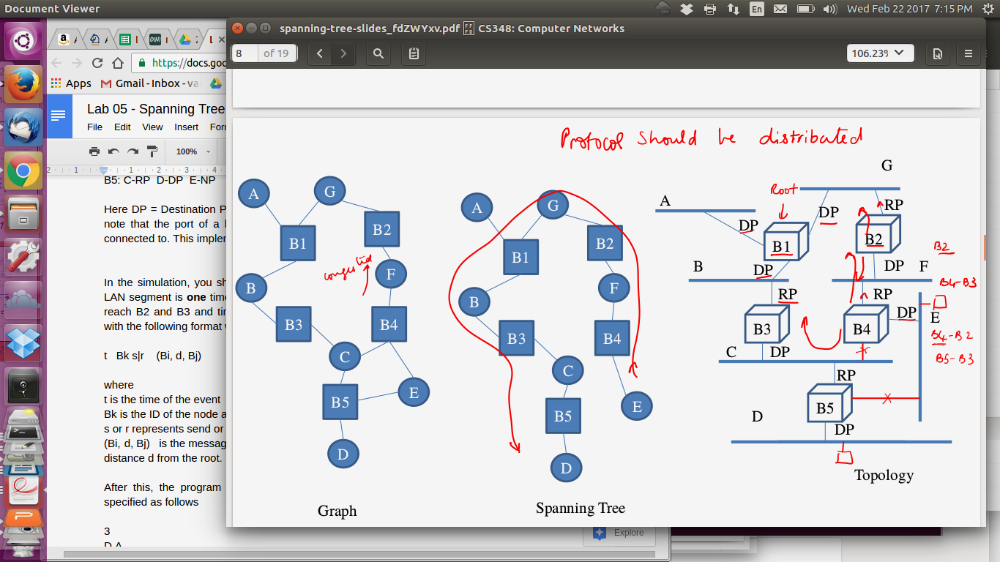 Document Viewer
En
Wed Feb 22 2017 7:15 PM
spanning-tree-slides_fdZWYxv.pdf CS348: Computer Networks
8 of 19
106.23%
https://docs.goo
Apps
Gmail - Inbox - va
Lab 05 - Spanning Tree
File Edit View Insert For
100%
2 1 1 2 3 4
B5: C-RP D-DP E-NP
Here DP = Destination P
note that the port of a
connected to. This implem
In the simulation, you sh
LAN segment is one time
reach B2 and B3 and tim
with the following format w
t Bk s|r (Bi, d, Bj)
where
t is the time of the event
Bk is the ID of the node a
s or r represents send or
(Bi, d, Bj) is the messag
distance d from the root.
After this, the program
specified as follows
3
D A
Explore
Protocol should be distributed
A
G
B1
B2
congested
F
B
B3
B4
C
B5
E
D
Graph
A
G
B1
B2
F
B
B3
B4
C
B5
E
D
Spanning Tree
G
Root
A
DP
DP
RP
B1
B2
B2
B
DP
DP
F
B4-B3
RP
RP
DP
E
B3
B4
B4-B2
C
DP
B5-B3
RP
B5
D
DP
Topology